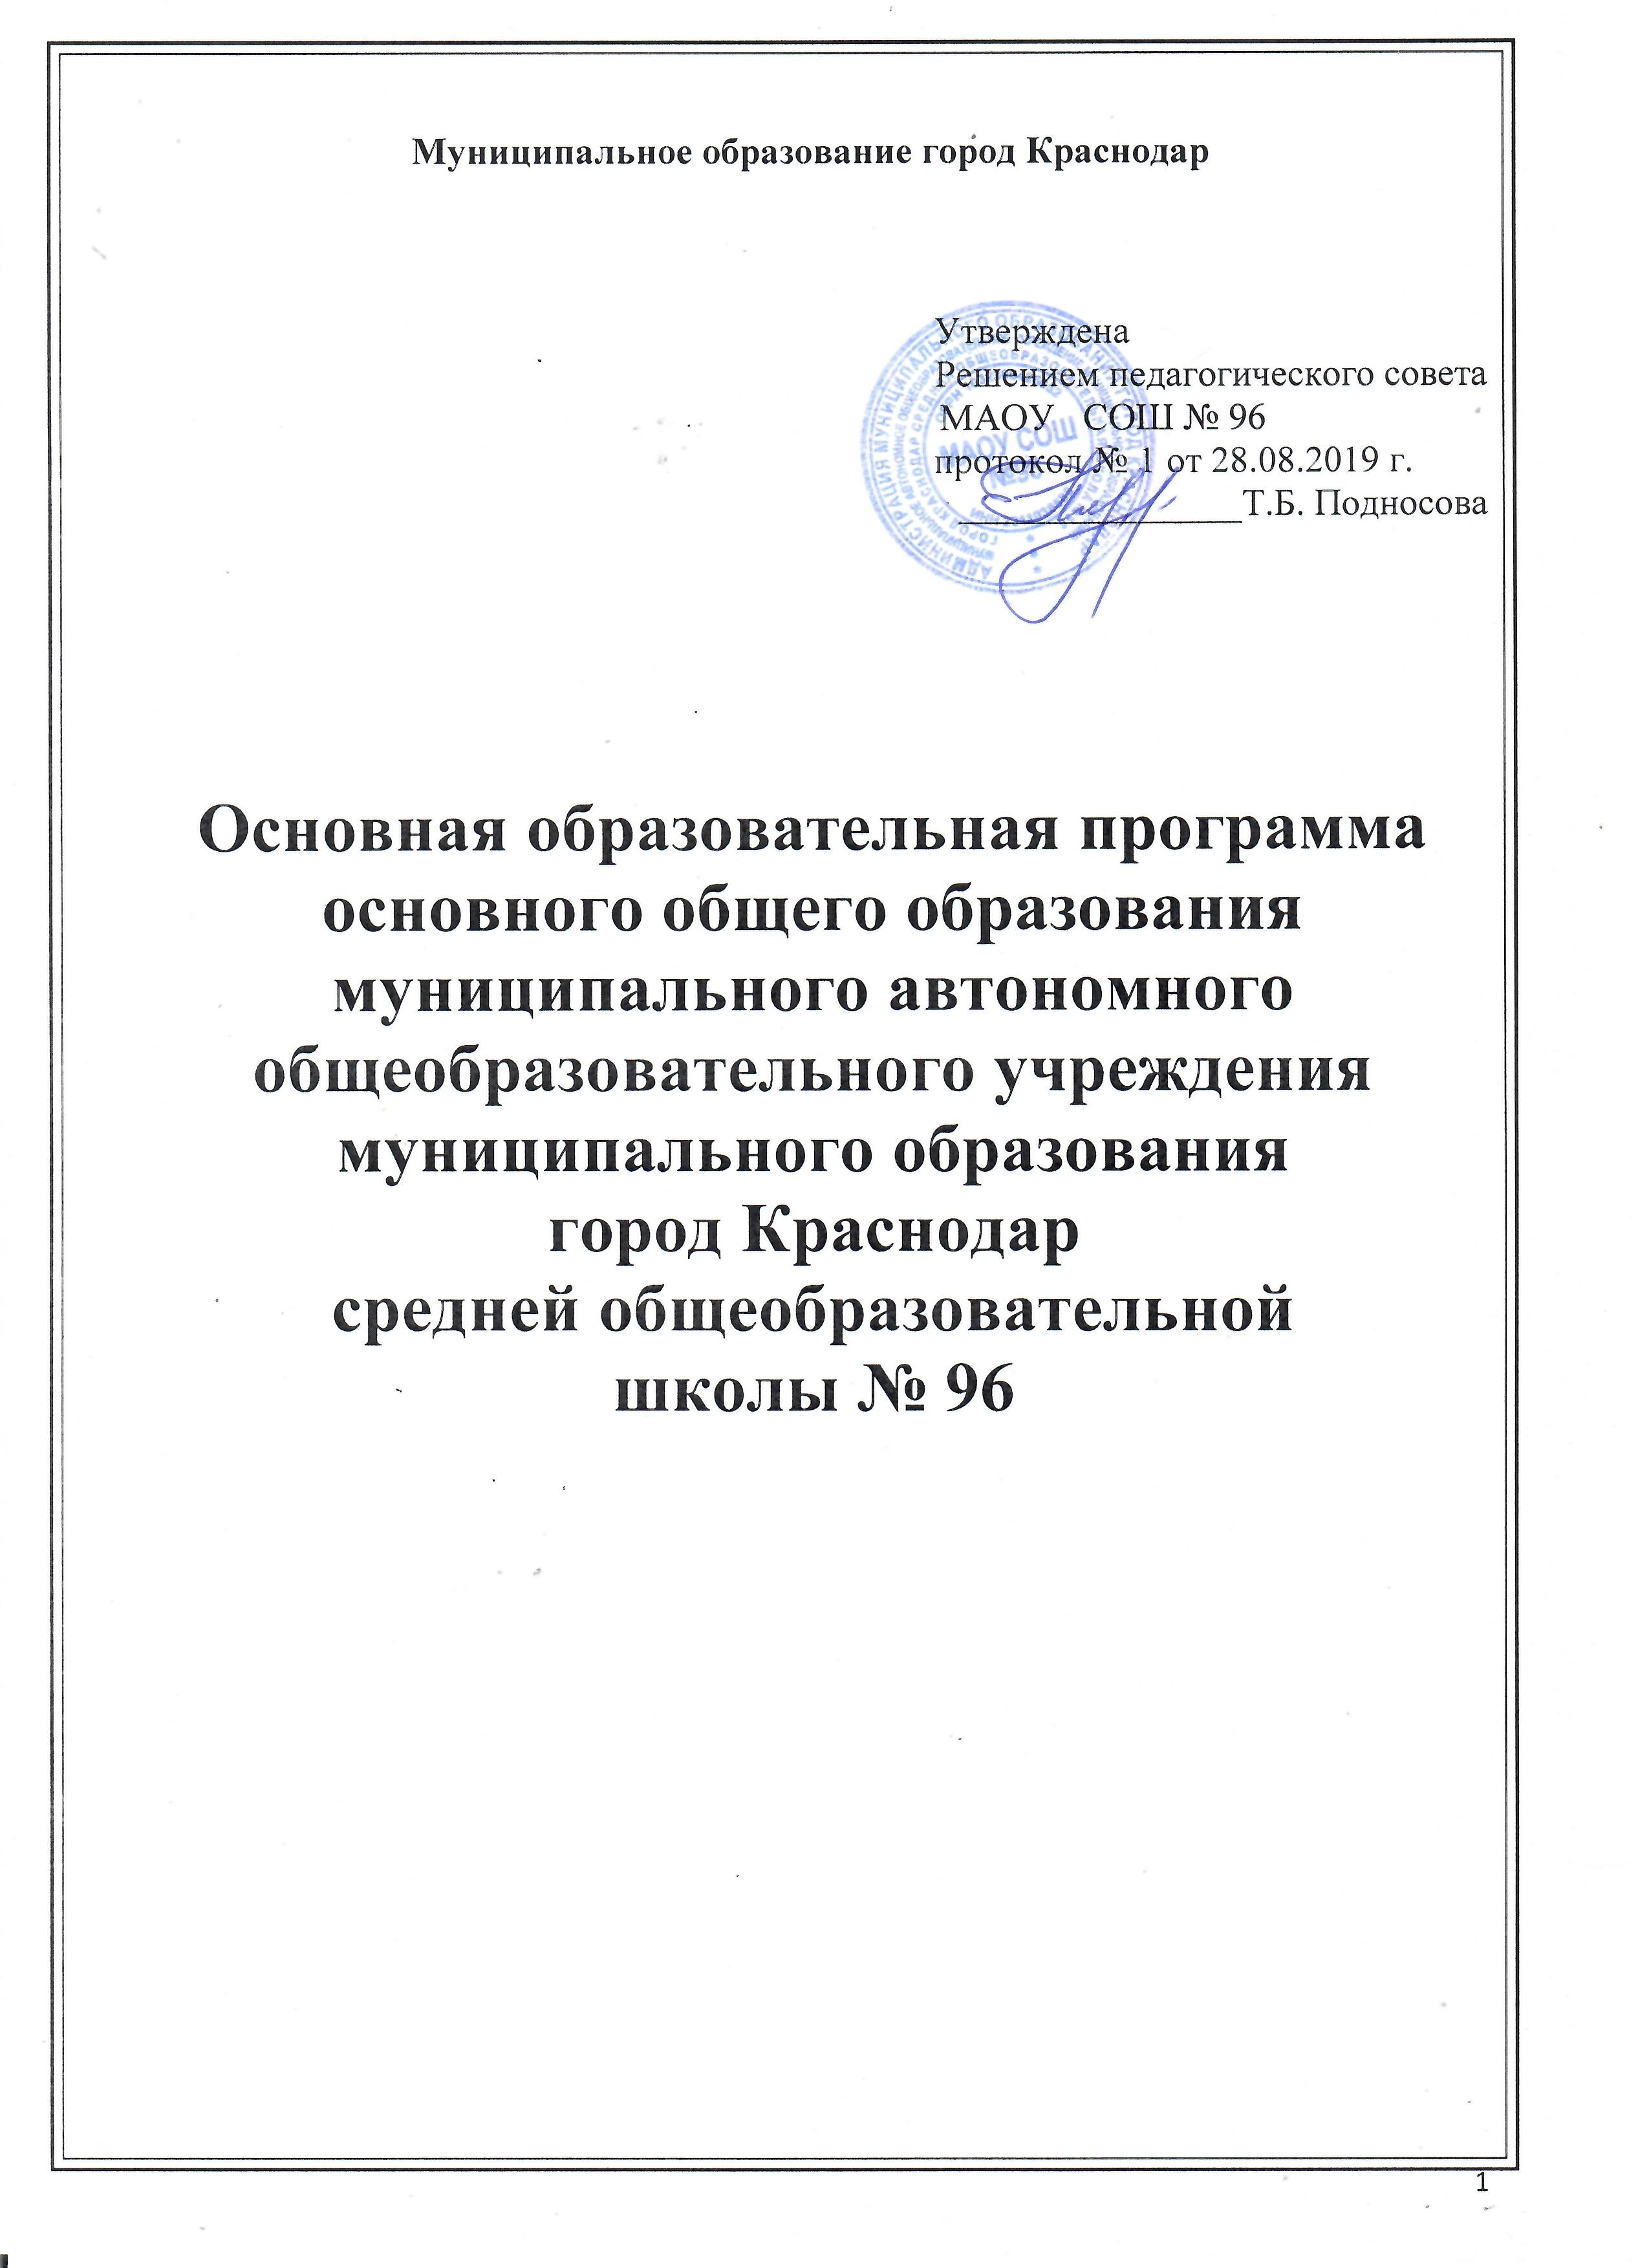 Муниципальное образование город Краснодар
Утверждена
Решением педагогического совета
МАОУ СОШ № 96
протокол № 1 от 28.08.2019 г.
Т.Б. Подносова
МАОУ СОШ
Основная образовательная программа
основного общего образования
муниципального автономного
общеобразовательного учреждения
муниципального образования
город Краснодар
средней общеобразовательной
школы № 96
1